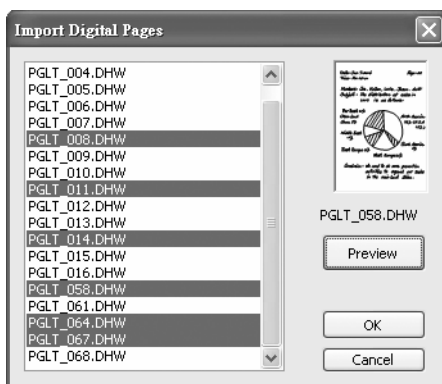 Import Digital Pages
PGLT_004.DHW
PGLT_005.DHW
PGLT_006.DHW
PGLT_007.DHW
PGLT_008.DHW
PGLT_009.DHW
PGLT_010.DHW
PGLT_011.DHW
PGLT_012.DHW
PGLT_013.DHW
PGLT_014.DHW
PGLT_015.DHW
PGLT_016.DHW
PGLT_058.DHW
PGLT_061.DHW
PGLT_064.DHW
PGLT_067.DHW
PGLT_068.DHW
PGLT_058.DHW
Preview
OK
Cancel